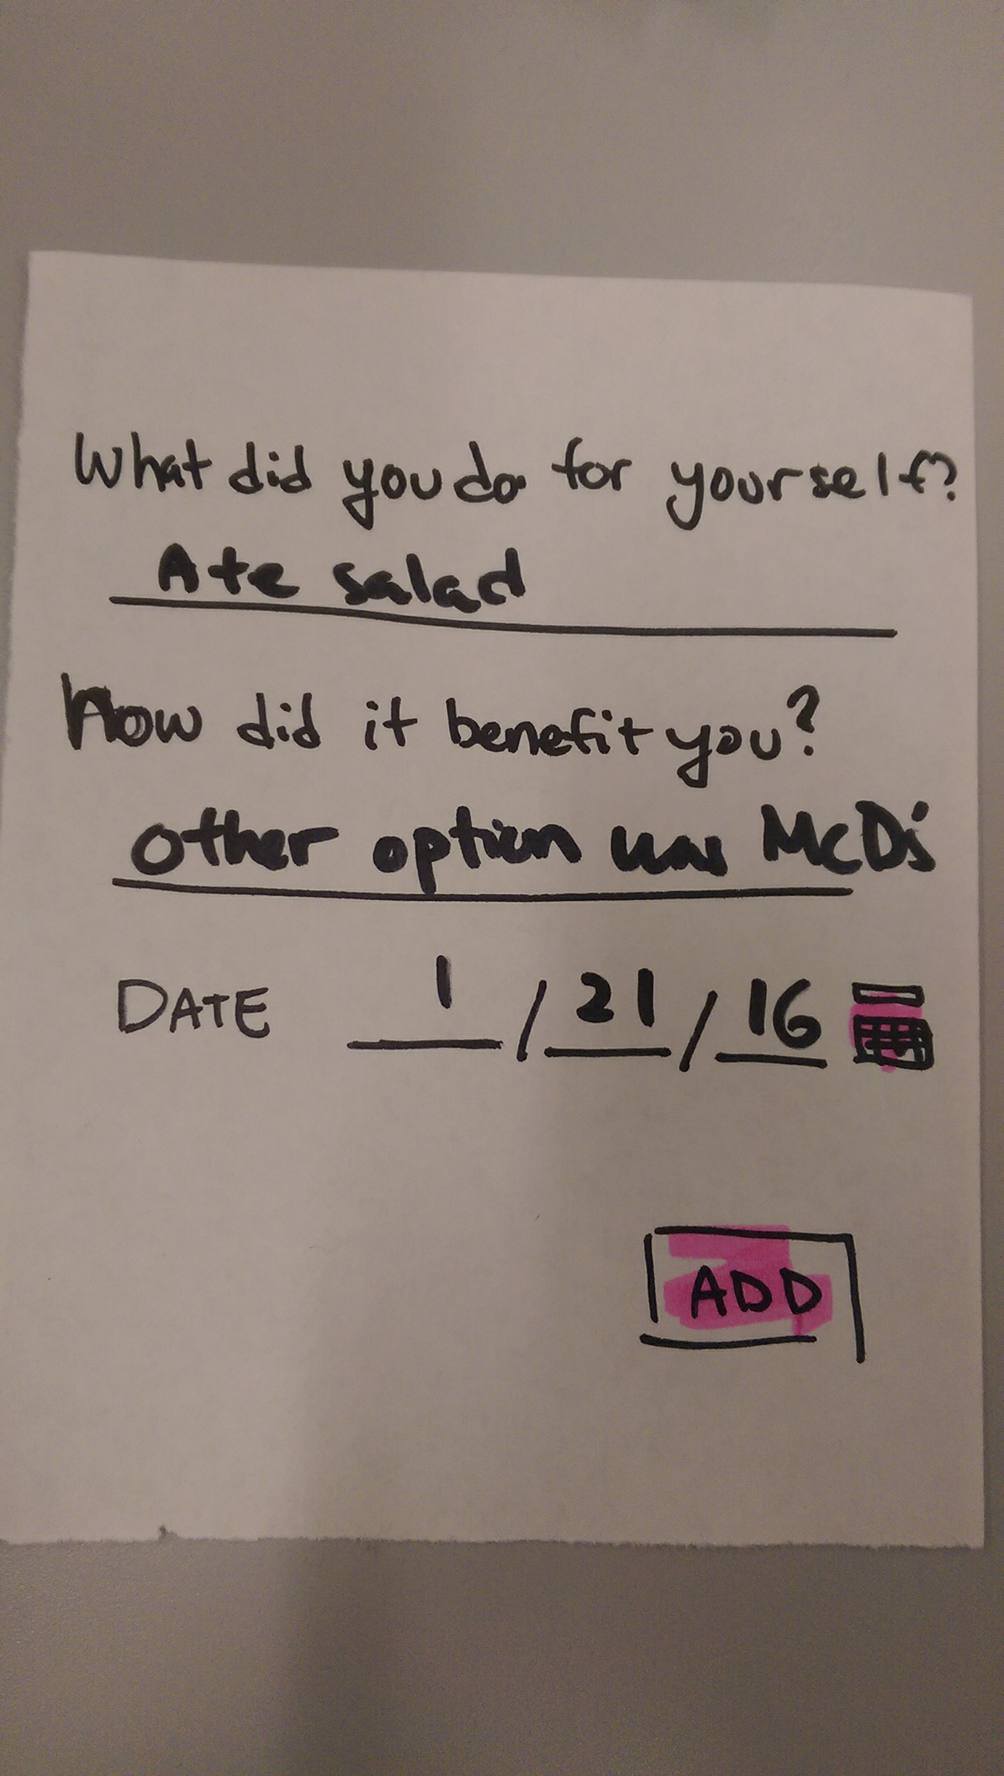 What did you do for yourself?
Ate salad
How did it benefit you?
other option was McD's
DATE 1/21/16
ADD